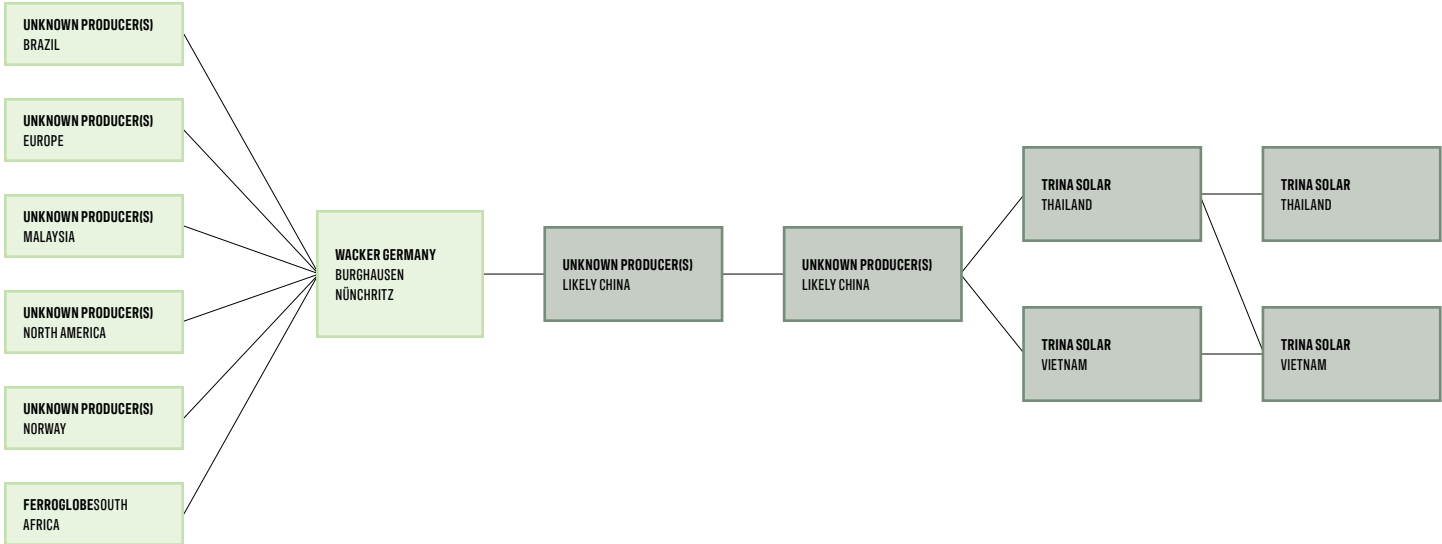 UNKNOWN PRODUCER(S)
BRAZIL
UNKNOWN PRODUCER(S)
EUROPE
UNKNOWN PRODUCER(S)
MALAYSIA
UNKNOWN PRODUCER(S)
NORTH AMERICA
UNKNOWN PRODUCER(S)
NORWAY
FERROGLOBESOUTH
AFRICA
WACKER GERMANY
BURGHAUSEN
NÜNCHRITZ
UNKNOWN PRODUCER(S)
LIKELY CHINA
UNKNOWN PRODUCER(S)
LIKELY CHINA
TRINA SOLAR
THAILAND
TRINA SOLAR
VIETNAM
TRINA SOLAR
THAILAND
TRINA SOLAR
VIETNAM